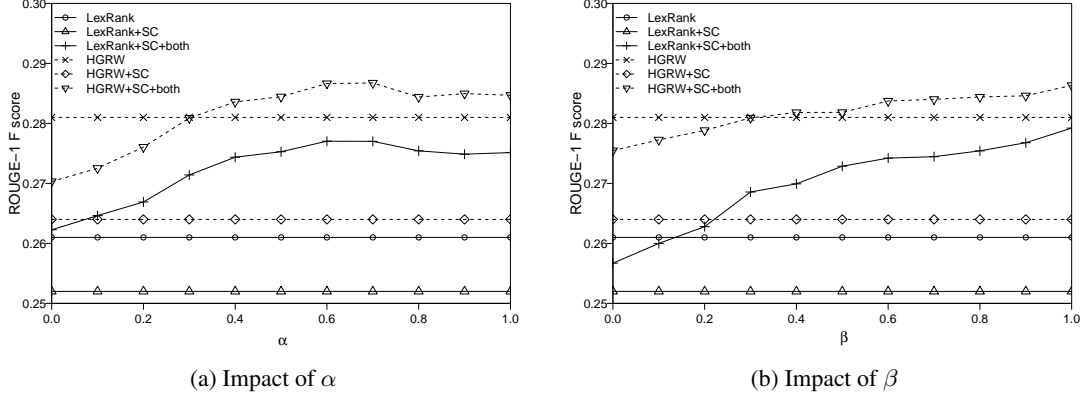 0.30
0.29
0.28
0.27
0.26
0.25
ROUGE−1 F score
LexRank
LexRank+SC
LexRank+SC+both
HGRW
HGRW+SC
HGRW+SC+both
0.0 0.2 0.4 0.6 0.8 1.0
α
(a) Impact of α
0.30
0.29
0.28
0.27
0.26
0.25
ROUGE−1 F score
LexRank
LexRank+SC
LexRank+SC+both
HGRW
HGRW+SC
HGRW+SC+both
0.0 0.2 0.4 0.6 0.8 1.0
β
(b) Impact of β